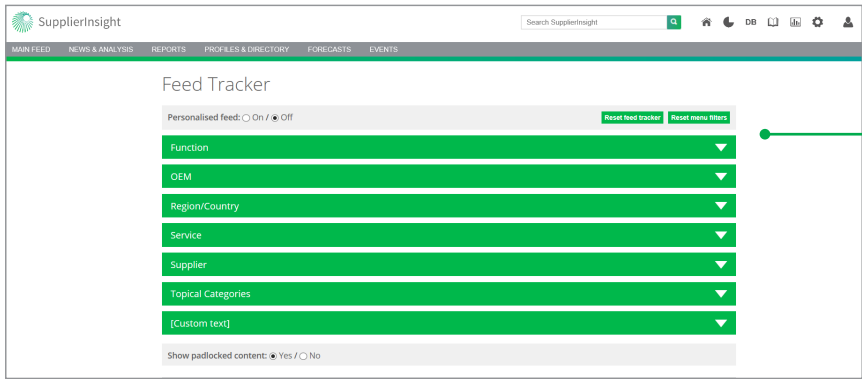 SupplierInsight
Search SupplierInsight
DB
MAIN FEED NEWS & ANALYSIS REPORTS PROFILES & DIRECTORY FORECASTS EVENTS
Feed Tracker
Personalised feed: On / Off Reset feed tracker Reset menu filters
Function
OEM
Region/Country
Service
Supplier
Topical Categories
[Custom text]
Show padlocked content: Yes / No